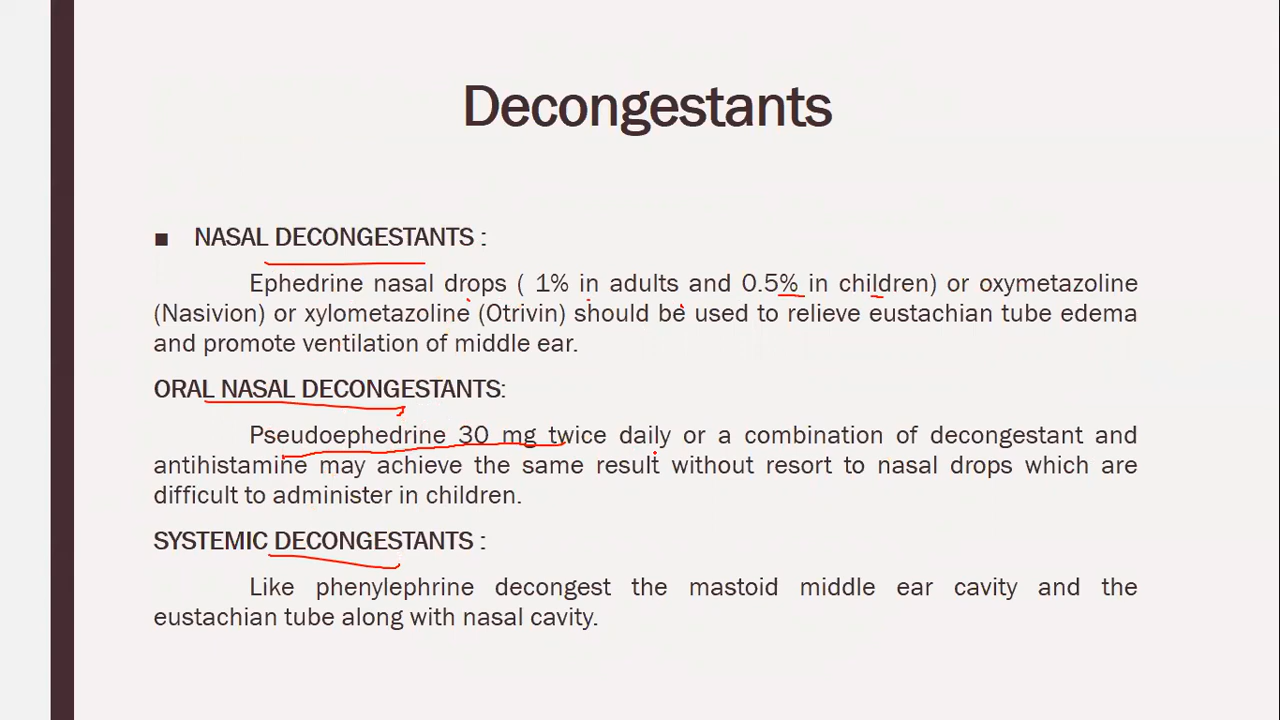 Decongestants
■ NASAL DECONGESTANTS :
Ephedrine nasal drops ( 1% in adults and 0.5% in children) or oxymetazoline
(Nasivion) or xylometazoline (Otrivin) should be used to relieve eustachian tube edema
and promote ventilation of middle ear.
ORAL NASAL DECONGESTANTS:
Pseudoephedrine 30 mg twice daily or a combination of decongestant and
antihistamine may achieve the same result without resort to nasal drops which are
difficult to administer in children.
SYSTEMIC DECONGESTANTS :
Like phenylephrine decongest the mastoid middle ear cavity and the
eustachian tube along with nasal cavity.